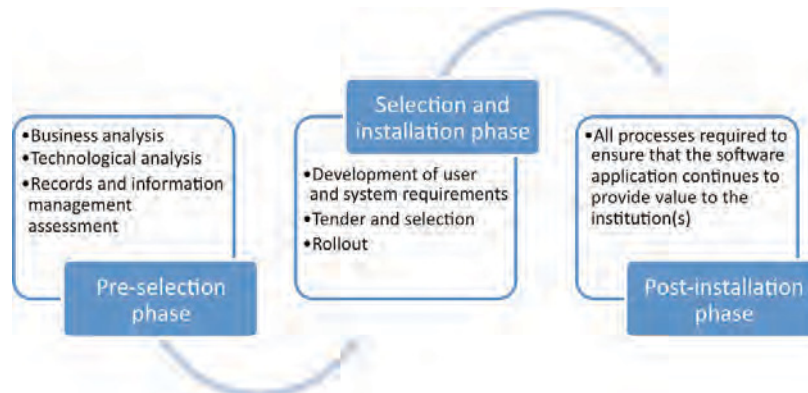 •Business analysis
•Technological analysis
•Records and information
management
assessment
Pre-selection
phase
Selection and
installation phase
•Development of user
and system requirements
•Tender and selection
•Rollout
•All processes required to
ensure that the software
application continues to
provide value to the
institution(s)
Post-installation
phase